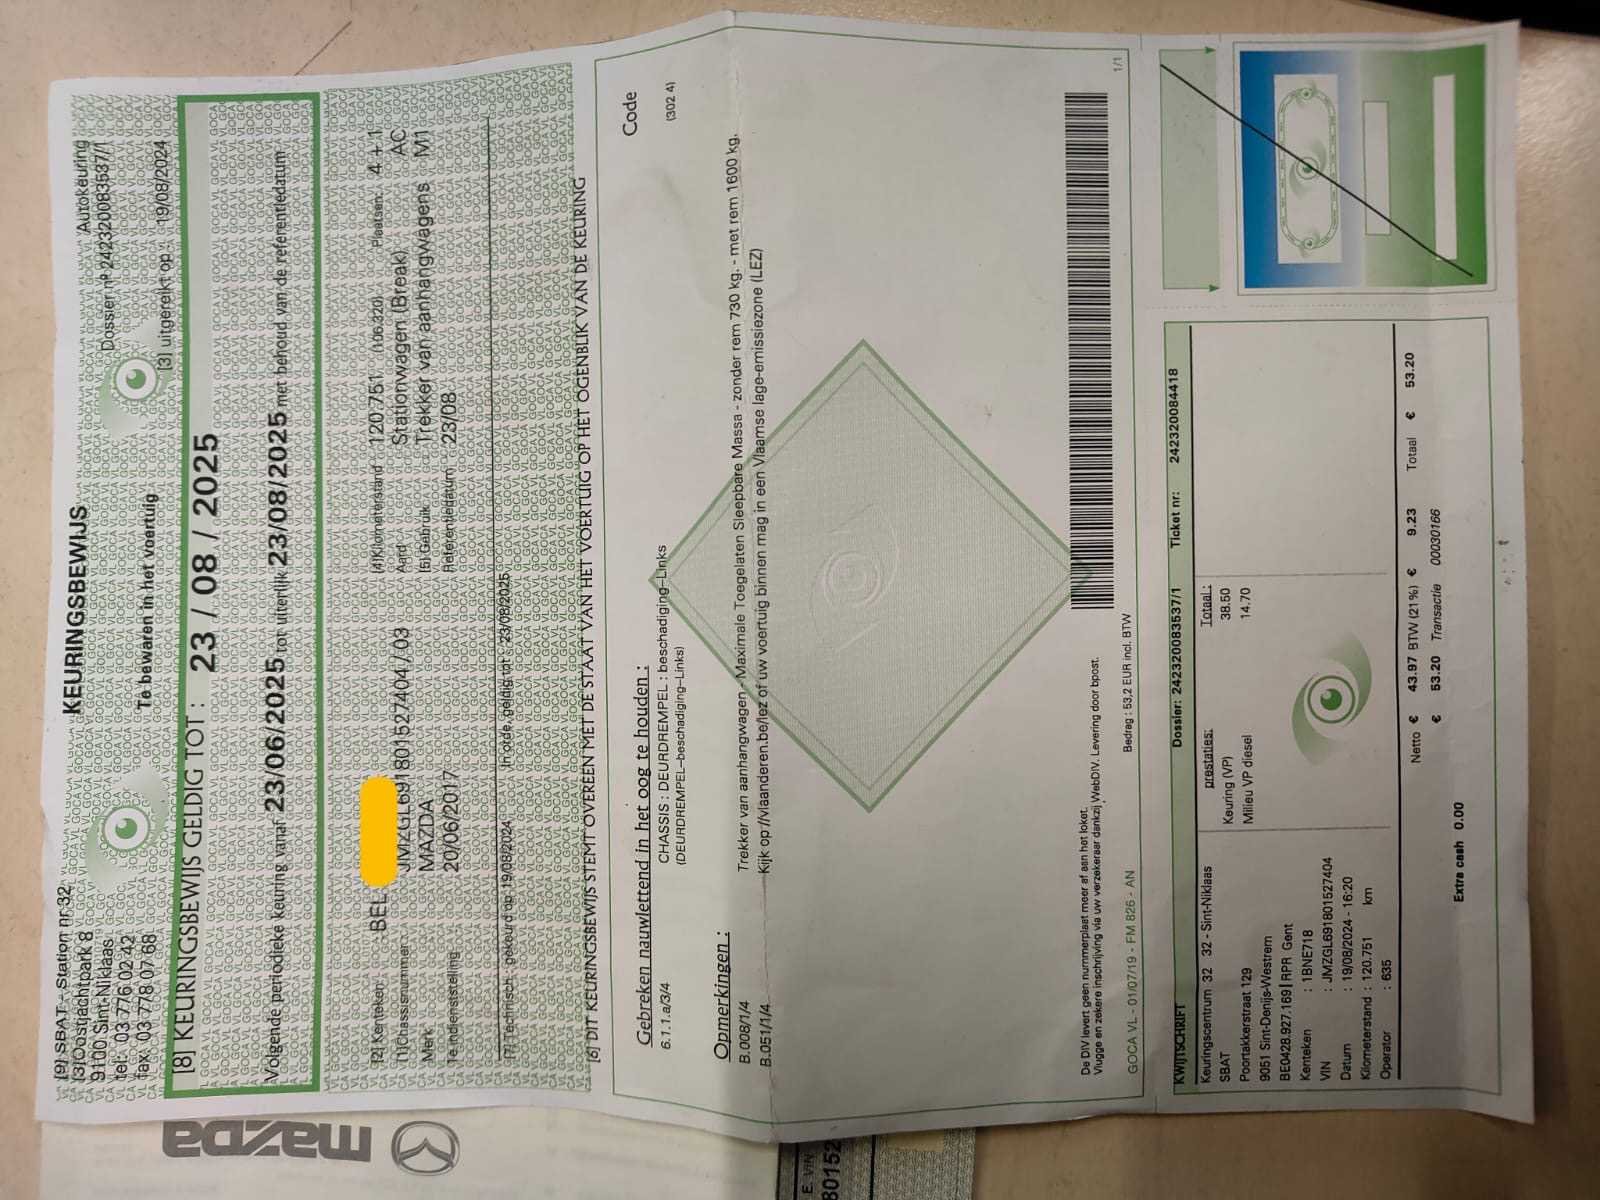 [9] SBAT – Station nr 32
[3]Oostjachtpark 8
9100 Sint-Niklaas
tel: 03 776 02 42
fax: 03 778 07 68
KEURINGSBEWIJS
Te bewaren in het voertuig
Autokeuring
Dossier nº 242320083537/1
[3] uitgereikt op : 19/08/2024
[8] KEURINGSBEWIJS GELDIG TOT : 23 / 08 / 2025
Volgende periodieke keuring vanaf 23/06/2025 tot uiterlijk 23/08/2025 met behoud van de referentiedatum
[2] Kenteken BEL
[4]Kilometerstand : 120 751 (106.320) Plaatsen: 4 + 1
[1]Chassisnummer JMZGL69180152740​4/ 03
Aard Stationwagen (Break) AC
Merk MAZDA
[5] Gebruik Trekker van aanhangwagens M1
1e indienststelling 20/06/2017
Referentiedatum 23/08
[7] Technisch gekeurd op 19/08/2024 In orde, geldig tot 23/08/2025
[6] DIT KEURINGSBEWIJS STEMT OVEREEN MET DE STAAT VAN HET VOERTUIG OP HET OGENBLIK VAN DE KEURING
Gebreken nauwlettend in het oog te houden : Code
6.1.1.a/3/4 CHASSIS : DEURDREMPEL : beschadiging–Links (302 4)
(DEURDREMPEL–beschadiging–Links)
Opmerkingen :
B.008/1/4 Trekker van aanhangwagen - Maximale Toegelaten Sleepbare Massa - zonder rem 730 kg. - met rem 1600 kg.
B.051/1/4 Kijk op //vlaanderen.be/lez of uw voertuig binnen mag in een Vlaamse lage-emissiezone (LEZ)
De DIV levert geen nummerplaat meer af aan het loket.
Vlugge en zekere inschrijving via uw verzekeraar dankzij WebDIV. Levering door bpost.
Bedrag : 53,2 EUR incl. BTW
GOCA VL - 01/07/19 - FM 826 - AN
1/1
KWIJTSCHRIFT Dossier: 242320083537/1 Ticket nr: 242320084418
Keuringscentrum 32 32 - Sint-Niklaas
SBAT
Poortakkerstraat 129
9051 Sint-Denijs-Westrem
BE0428.927.169 | RPR Gent
Kenteken : 1BNE718
VIN : JMZGL691801527404
Datum : 19/08/2024 - 16:20
Kilometerstand : 120.751 km
Operator : 635
prestaties: Totaal :
Keuring (VP) 38.50
Milieu VP diesel 14.70
Netto € 43.97 BTW (21%) € 9.23 Totaal € 53.20
€ 53.20 Transactie 00030166
Extra cash 0.00
mazda
E. VIN
80152